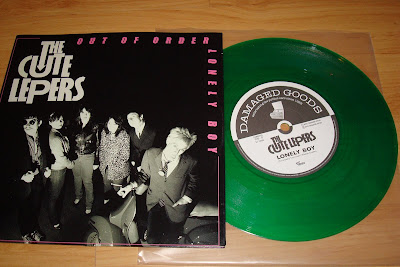 THE
CUTE
LEPERS
OUT OF ORDER
LONELY BOY
DAMAGED GOODS
THE
CUTE LEPERS
LONELY BOY